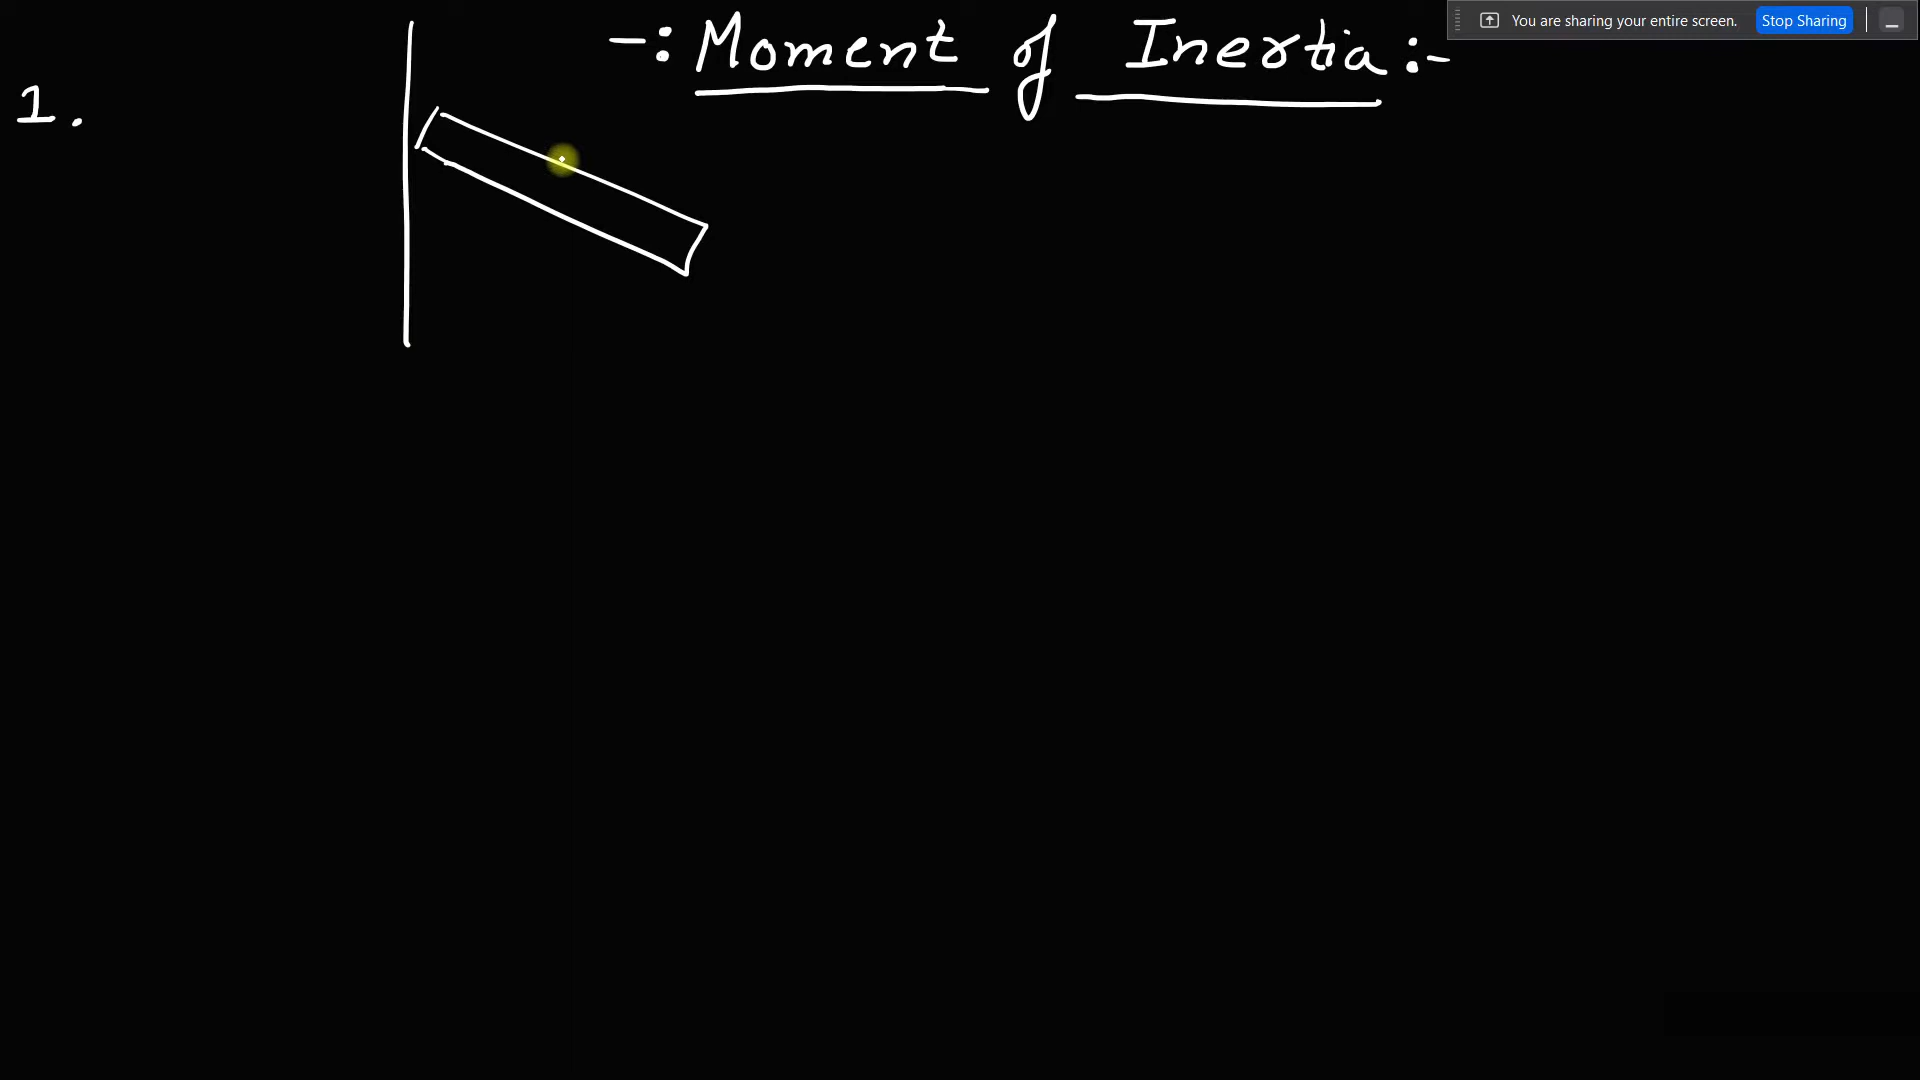 -: Moment of Inertia :-
You are sharing your entire screen. Stop Sharing
1.